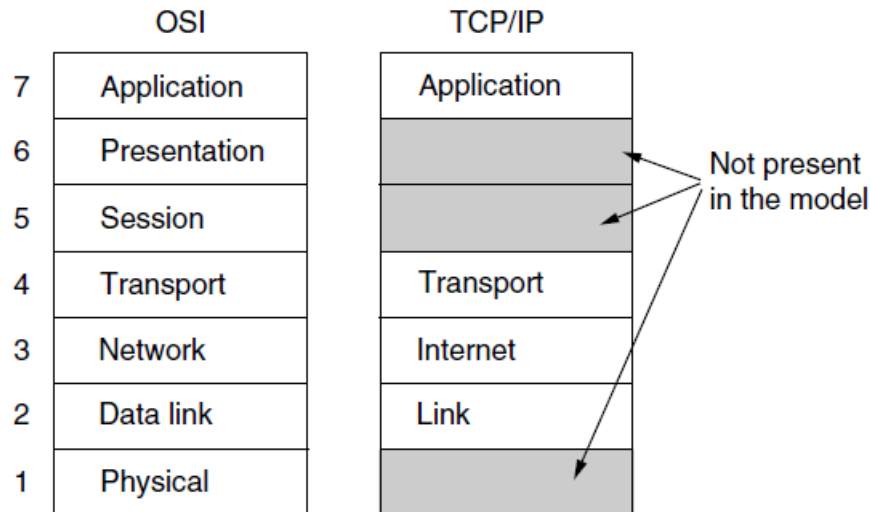 OSI TCP/IP
7 Application Application
6 Presentation
Not present
in the model
5 Session
4 Transport Transport
3 Network Internet
2 Data link Link
1 Physical